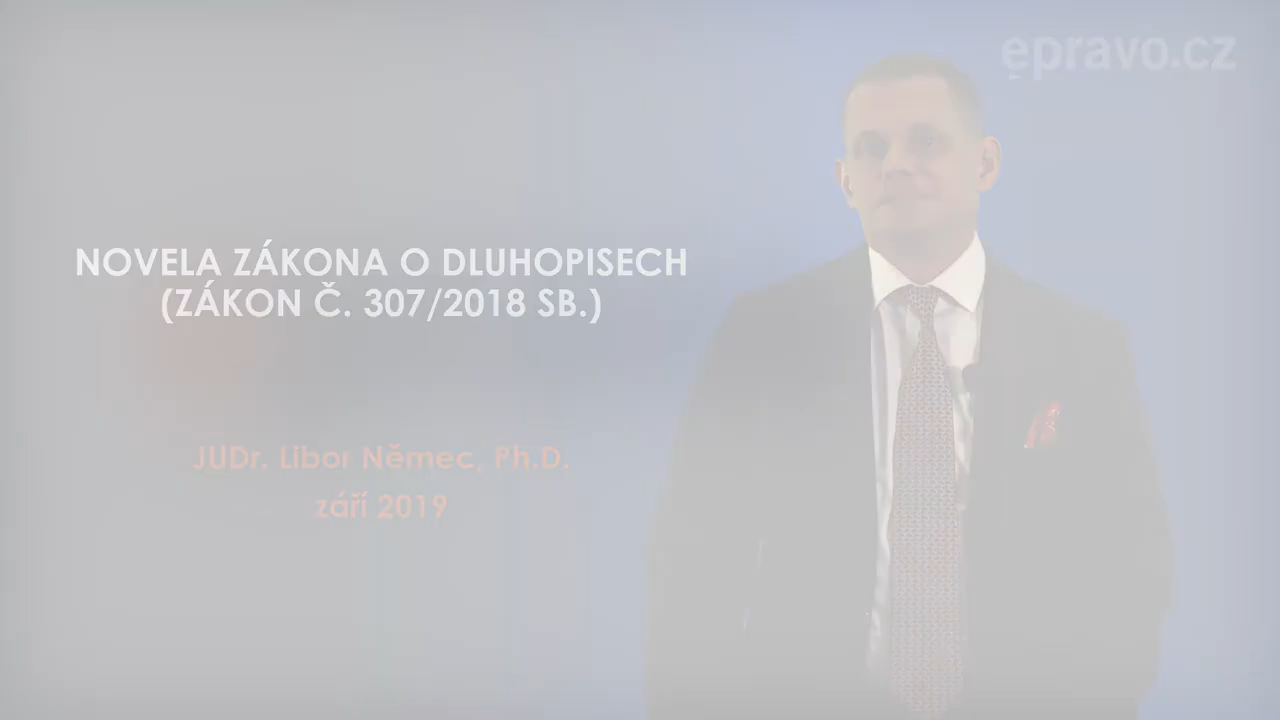 epravo.cz
NOVELA ZÁKONA O DLUHOPISECH
(ZÁKON Č. 307/2018 SB.)
JUDr. Libor Němec, Ph.D.
září 2019